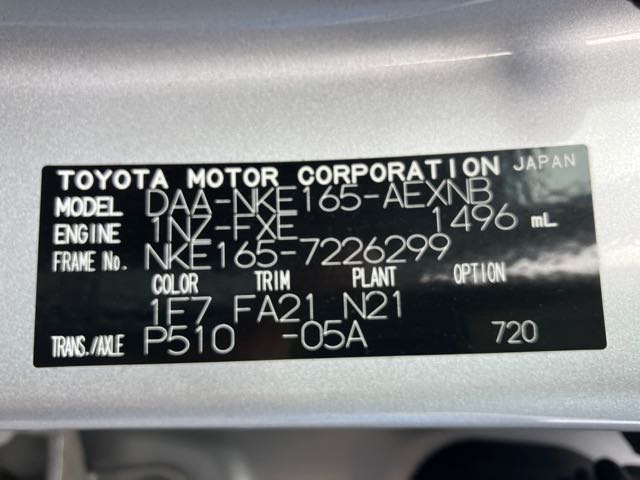 TOYOTA MOTOR CORPORATION JAPAN
MODEL DAA-NKE165-AEXNB
ENGINE 1NZ-FXE 1496 mL
FRAME No. NKE165-7226299
COLOR TRIM PLANT OPTION
1F7 FA21 N21
TRANS./AXLE P510 -05A 720